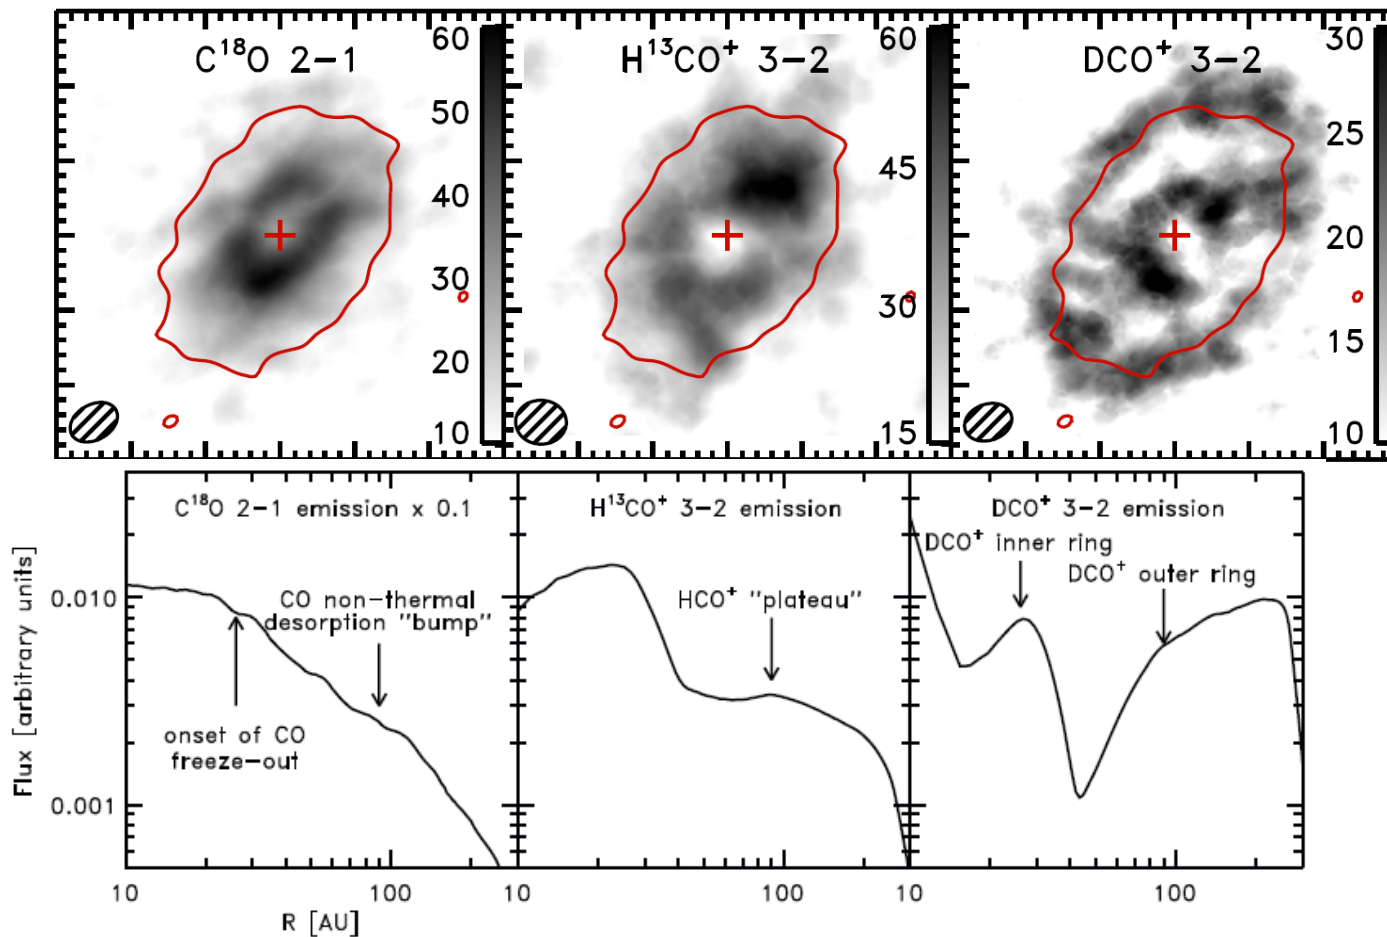 C¹⁸O 2-1
60
50
40
30
20
10
H¹³CO⁺ 3-2
60
45
30
15
DCO⁺ 3-2
30
25
20
15
10
Flux [arbitrary units]
0.010
0.001
C¹⁸O 2-1 emission x 0.1
CO non-thermal
desorption "bump"
onset of CO
freeze-out
10
100
R [AU]
H¹³CO⁺ 3-2 emission
HCO⁺ "plateau"
10
100
DCO⁺ 3-2 emission
DCO⁺ inner ring
DCO⁺ outer ring
10
100